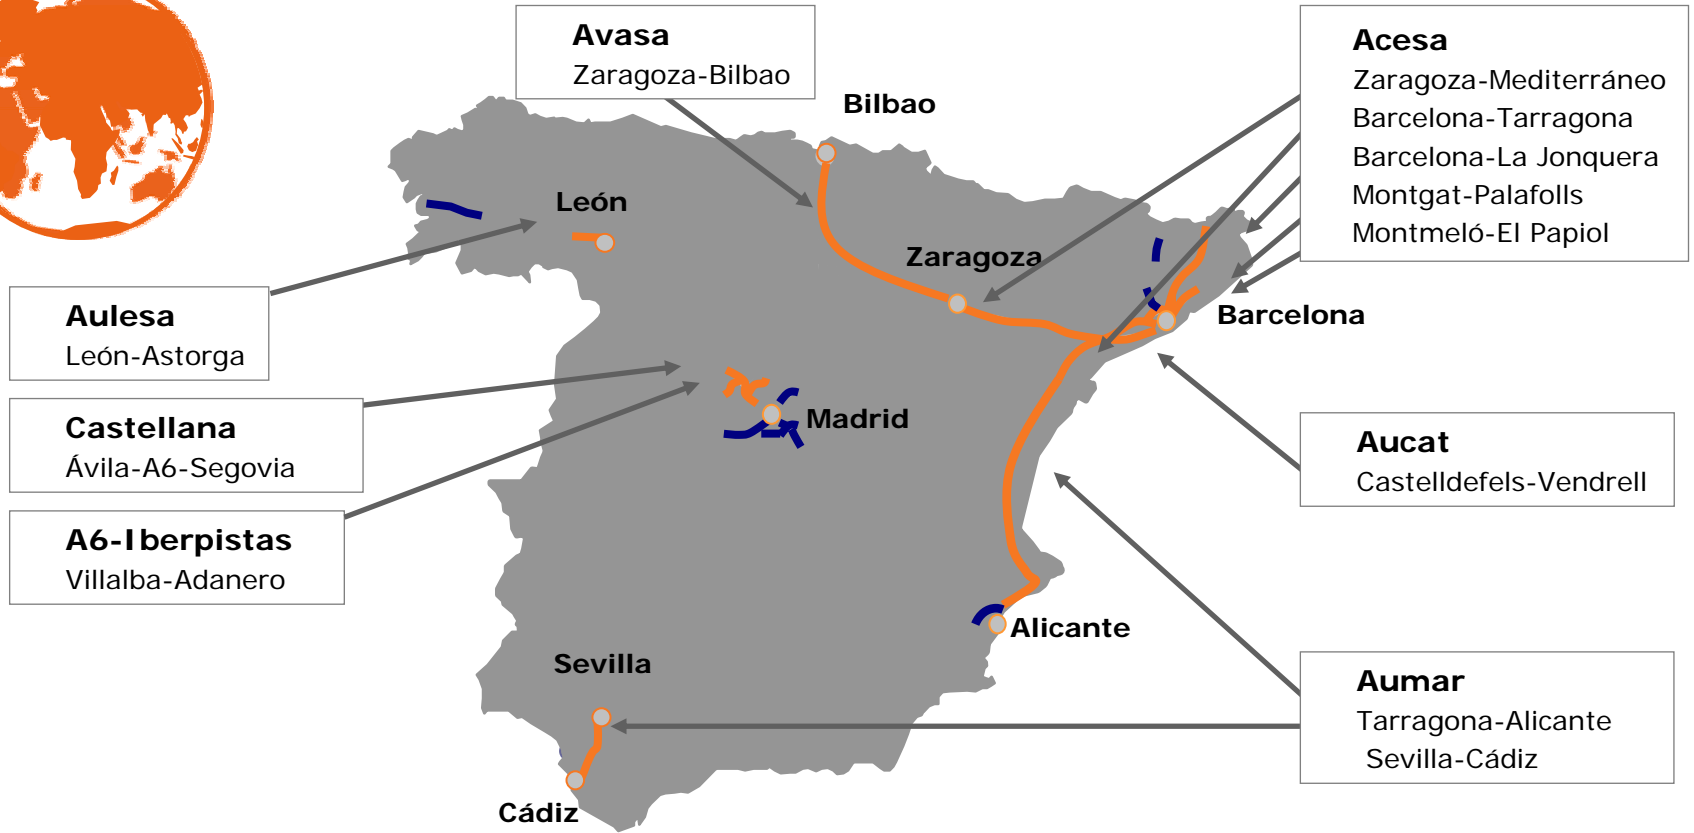 Avasa
Zaragoza-Bilbao
Acesa
Zaragoza-Mediterráneo
Barcelona-Tarragona
Barcelona-La Jonquera
Montgat-Palafolls
Montmeló-El Papiol
Bilbao
León
Zaragoza
Barcelona
Aulesa
León-Astorga
Castellana
Ávila-A6-Segovia
Madrid
Aucat
Castelldefels-Vendrell
A6-Iberpistas
Villalba-Adanero
Alicante
Sevilla
Aumar
Tarragona-Alicante
Sevilla-Cádiz
Cádiz